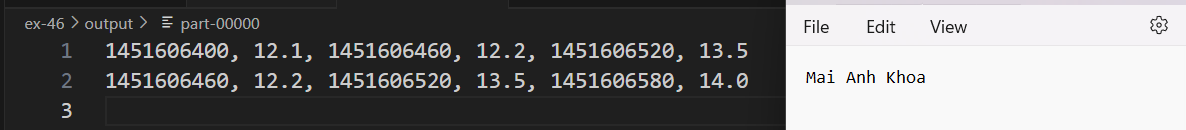 ex-46 > output > part-00000
1 1451606400, 12.1, 1451606460, 12.2, 1451606520, 13.5
2 1451606460, 12.2, 1451606520, 13.5, 1451606580, 14.0
3
File Edit View
Mai Anh Khoa